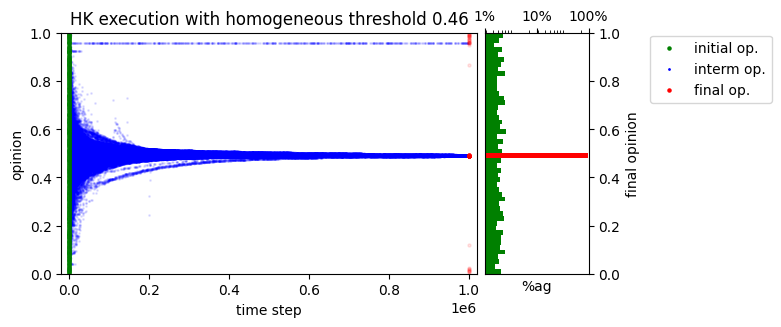 HK execution with homogeneous threshold 0.46
1% 10% 100%
1.0 1.0
0.8 0.8
0.6 0.6
0.4 0.4
0.2 0.2
0.0 0.0
opinion
final opinion
0.0 0.2 0.4 0.6 0.8 1.0
1e6
time step
%ag
initial op.
interm op.
final op.